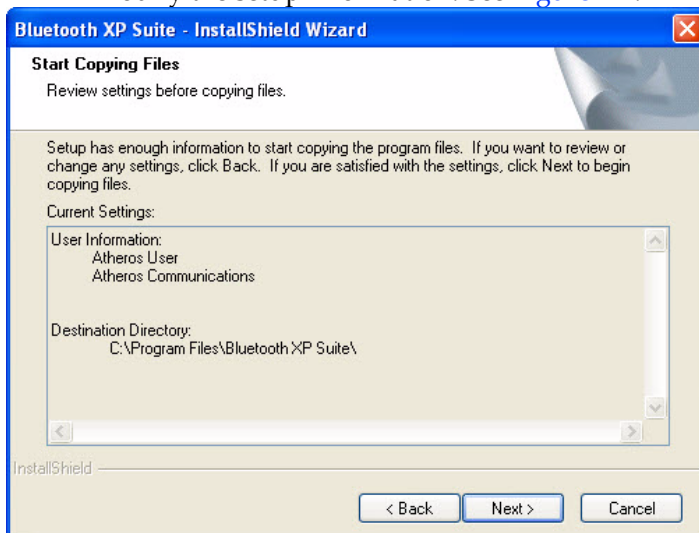 Bluetooth XP Suite - InstallShield Wizard
Start Copying Files
Review settings before copying files.
Setup has enough information to start copying the program files. If you want to review or
change any settings, click Back. If you are satisfied with the settings, click Next to begin
copying files.
Current Settings:
User Information:
Atheros User
Atheros Communications
Destination Directory:
C:\Program Files\Bluetooth XP Suite\
InstallShield
< Back Next > Cancel